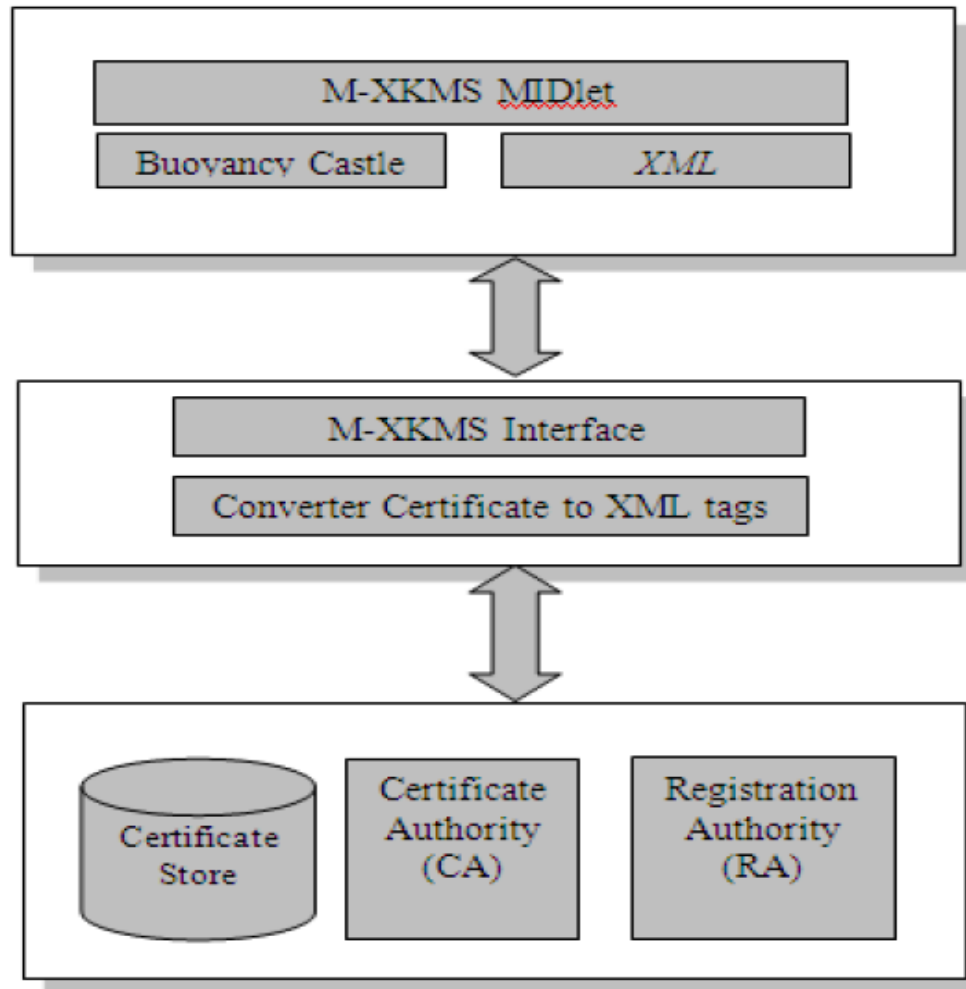 M-XKMS MIDlet
Buoyancy Castle
XML
M-XKMS Interface
Converter Certificate to XML tags
Certificate
Store
Certificate
Authority
(CA)
Registration
Authority
(RA)